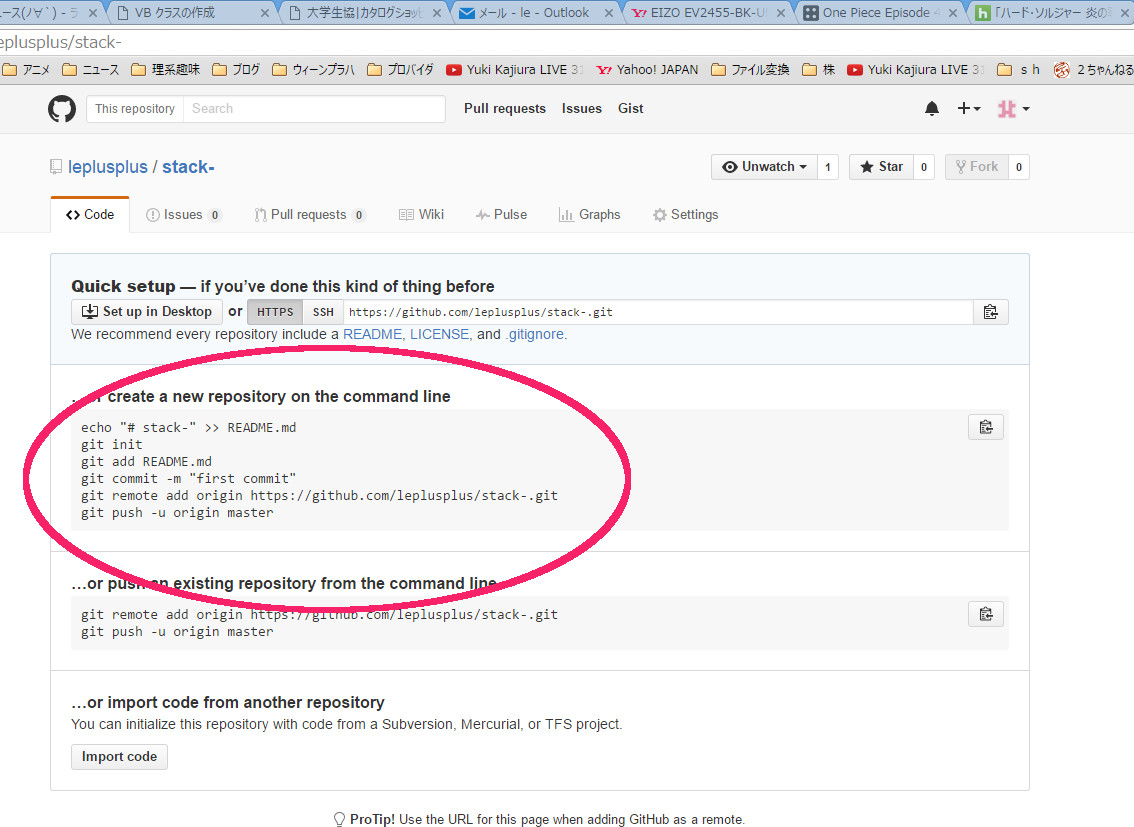 ース(ノ∀`) - ラ VB クラスの作成 大学生協|カタログショッピ メール - le - Outlook EIZO EV2455-BK-U One Piece Episode 4 「ハード・ソルジャー 炎の
eplusplus/stack-
アニメ ニュース 理系趣味 ブログ ウィーンプラハ プロバイダ Yuki Kajiura LIVE Yahoo! JAPAN ファイル変換 株 Yuki Kajiura LIVE s h 2ちゃんねる
This repository Search Pull requests Issues Gist
leplusplus / stack- Unwatch 1 Star 0 Fork 0
Code Issues 0 Pull requests 0 Wiki Pulse Graphs Settings
Quick setup — if you’ve done this kind of thing before
Set up in Desktop or HTTPS SSH https://github.com/leplusplus/stack-.git
We recommend every repository include a README, LICENSE, and .gitignore.
…or create a new repository on the command line
echo "# stack-" >> README.md
git init
git add README.md
git commit -m "first commit"
git remote add origin https://github.com/leplusplus/stack-.git
git push -u origin master
…or push an existing repository from the command line
git remote add origin https://github.com/leplusplus/stack-.git
git push -u origin master
…or import code from another repository
You can initialize this repository with code from a Subversion, Mercurial, or TFS project.
Import code
ProTip! Use the URL for this page when adding GitHub as a remote.